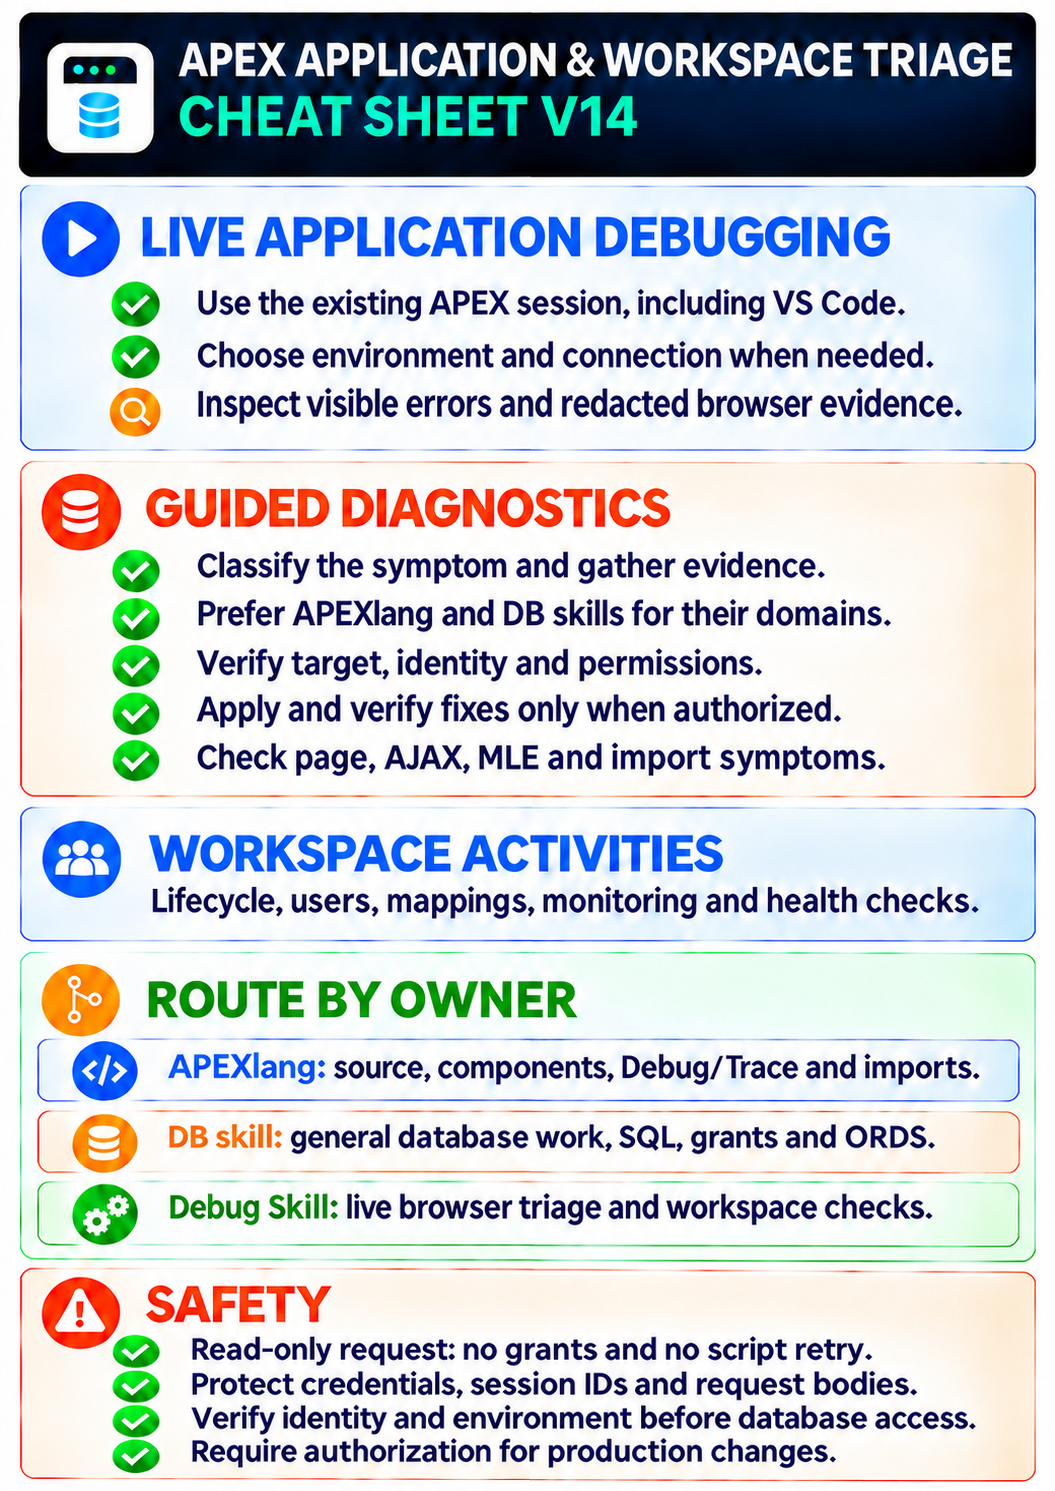 APEX APPLICATION & WORKSPACE TRIAGE
CHEAT SHEET V14
LIVE APPLICATION DEBUGGING
Use the existing APEX session, including VS Code.
Choose environment and connection when needed.
Inspect visible errors and redacted browser evidence.
GUIDED DIAGNOSTICS
Classify the symptom and gather evidence.
Prefer APEXlang and DB skills for their domains.
Verify target, identity and permissions.
Apply and verify fixes only when authorized.
Check page, AJAX, MLE and import symptoms.
WORKSPACE ACTIVITIES
Lifecycle, users, mappings, monitoring and health checks.
ROUTE BY OWNER
APEXlang: source, components, Debug/Trace and imports.
DB skill: general database work, SQL, grants and ORDS.
Debug Skill: live browser triage and workspace checks.
SAFETY
Read-only request: no grants and no script retry.
Protect credentials, session IDs and request bodies.
Verify identity and environment before database access.
Require authorization for production changes.